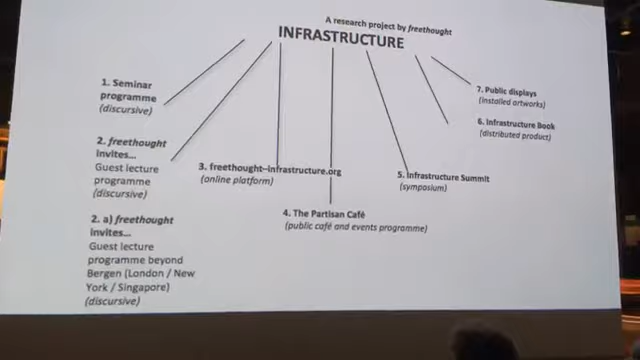 A research project by freethought
INFRASTRUCTURE
1. Seminar
programme
(discursive)
2. freethought
invites...
Guest lecture
programme
(discursive)
2. a) freethought
invites...
Guest lecture
programme beyond
Bergen (London / New
York / Singapore)
(discursive)
3. freethought-infrastructure.org
(online platform)
4. The Partisan Café
(public café and events programme)
5. Infrastructure Summit
(symposium)
7. Public displays
(installed artworks)
6. Infrastructure Book
(distributed product)